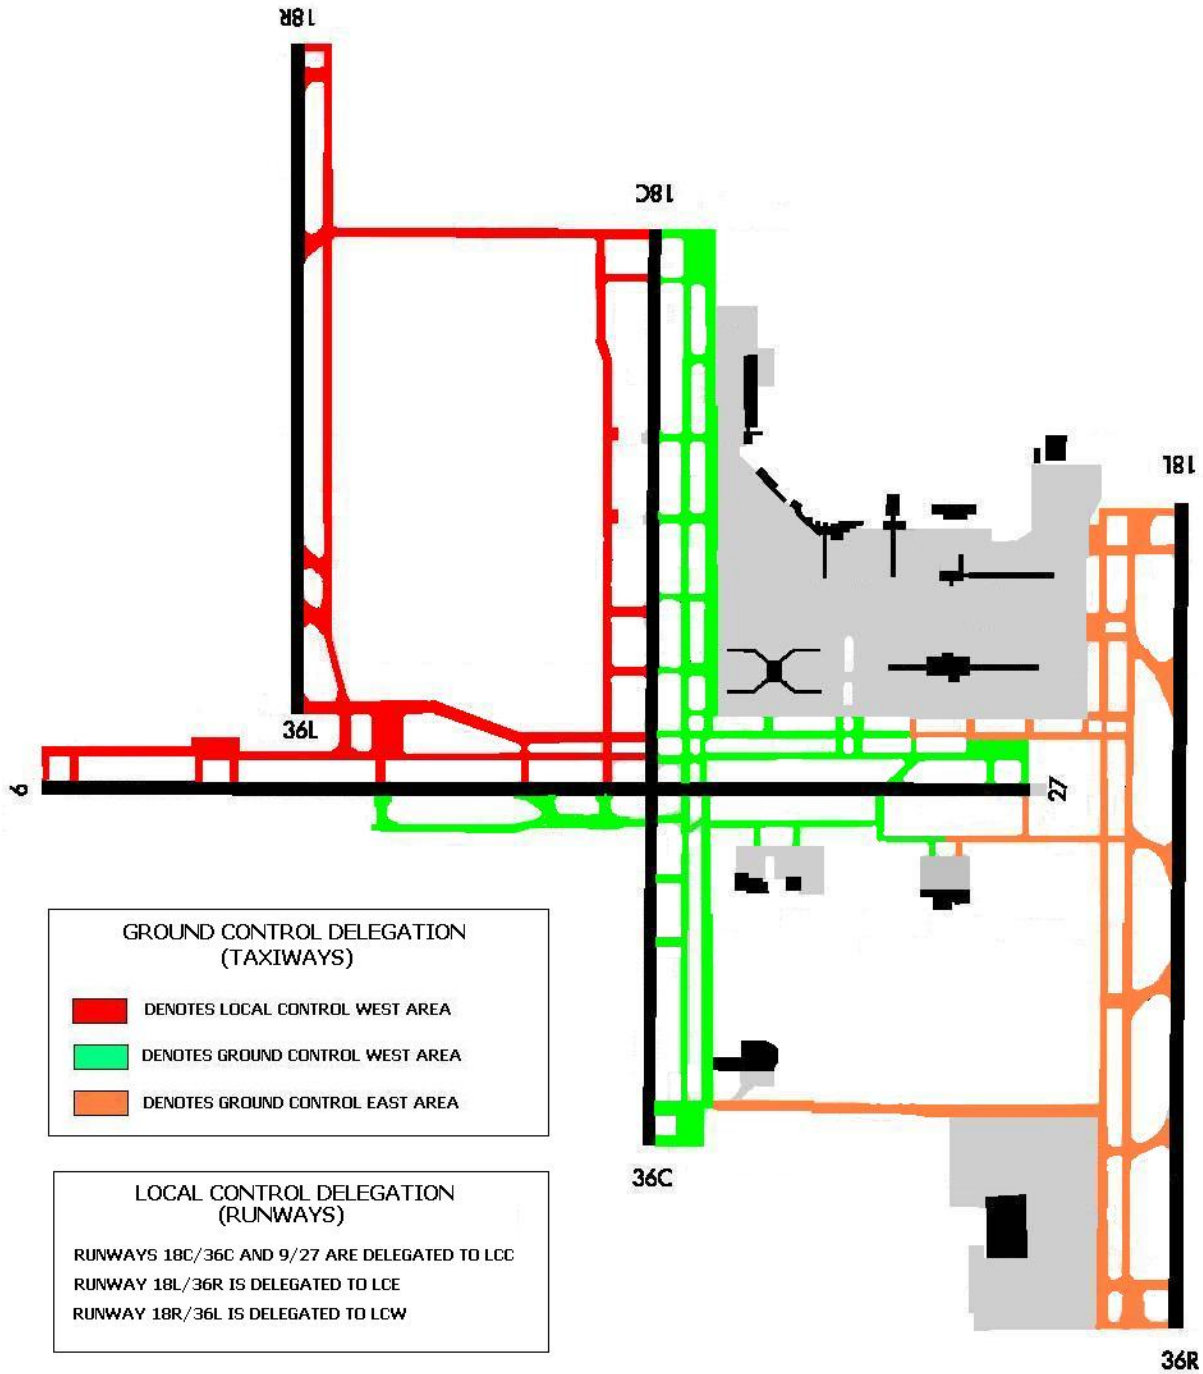 18R
18C
18L
36L
9
27
GROUND CONTROL DELEGATION
(TAXIWAYS)
DENOTES LOCAL CONTROL WEST AREA
DENOTES GROUND CONTROL WEST AREA
DENOTES GROUND CONTROL EAST AREA
36C
LOCAL CONTROL DELEGATION
(RUNWAYS)
RUNWAYS 18C/36C AND 9/27 ARE DELEGATED TO LCC
RUNWAY 18L/36R IS DELEGATED TO LCE
RUNWAY 18R/36L IS DELEGATED TO LCW
36R